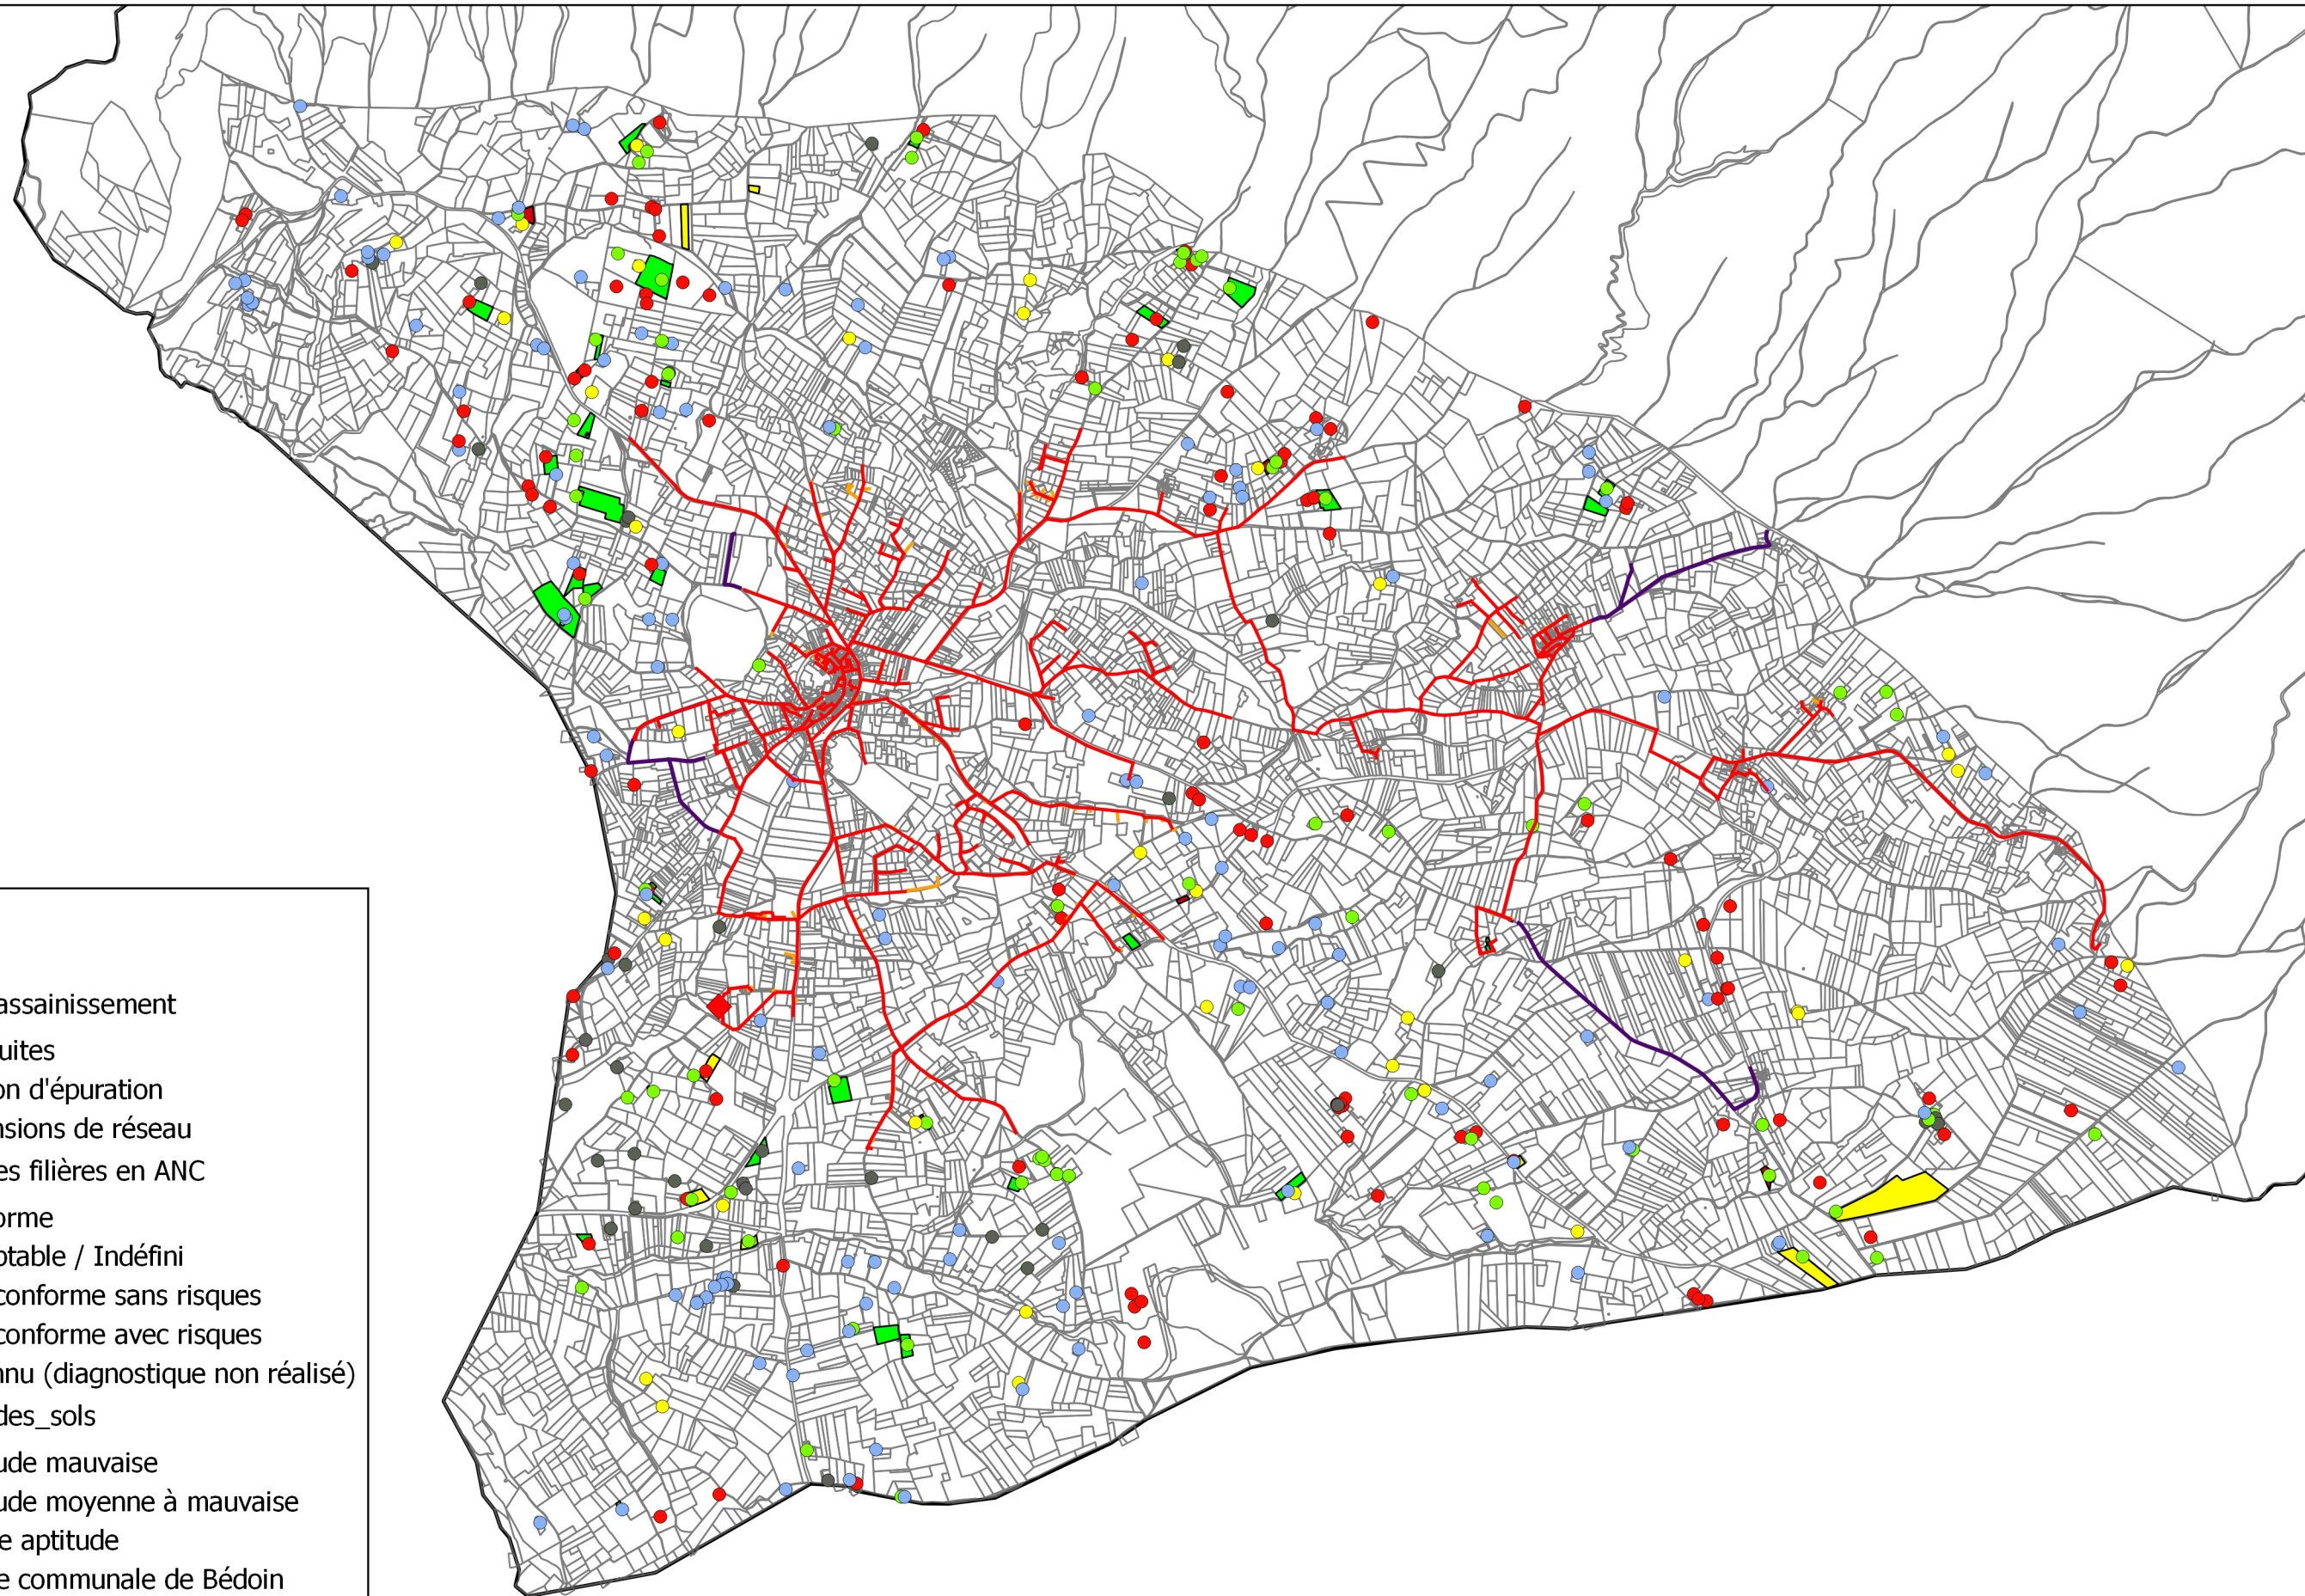 assainissement
uites
on d'épuration
nsions de réseau
es filières en ANC
orme
ptable / Indéfini
conforme sans risques
conforme avec risques
nnu (diagnostique non réalisé)
des_sols
ude mauvaise
ude moyenne à mauvaise
e aptitude
e communale de Bédoin